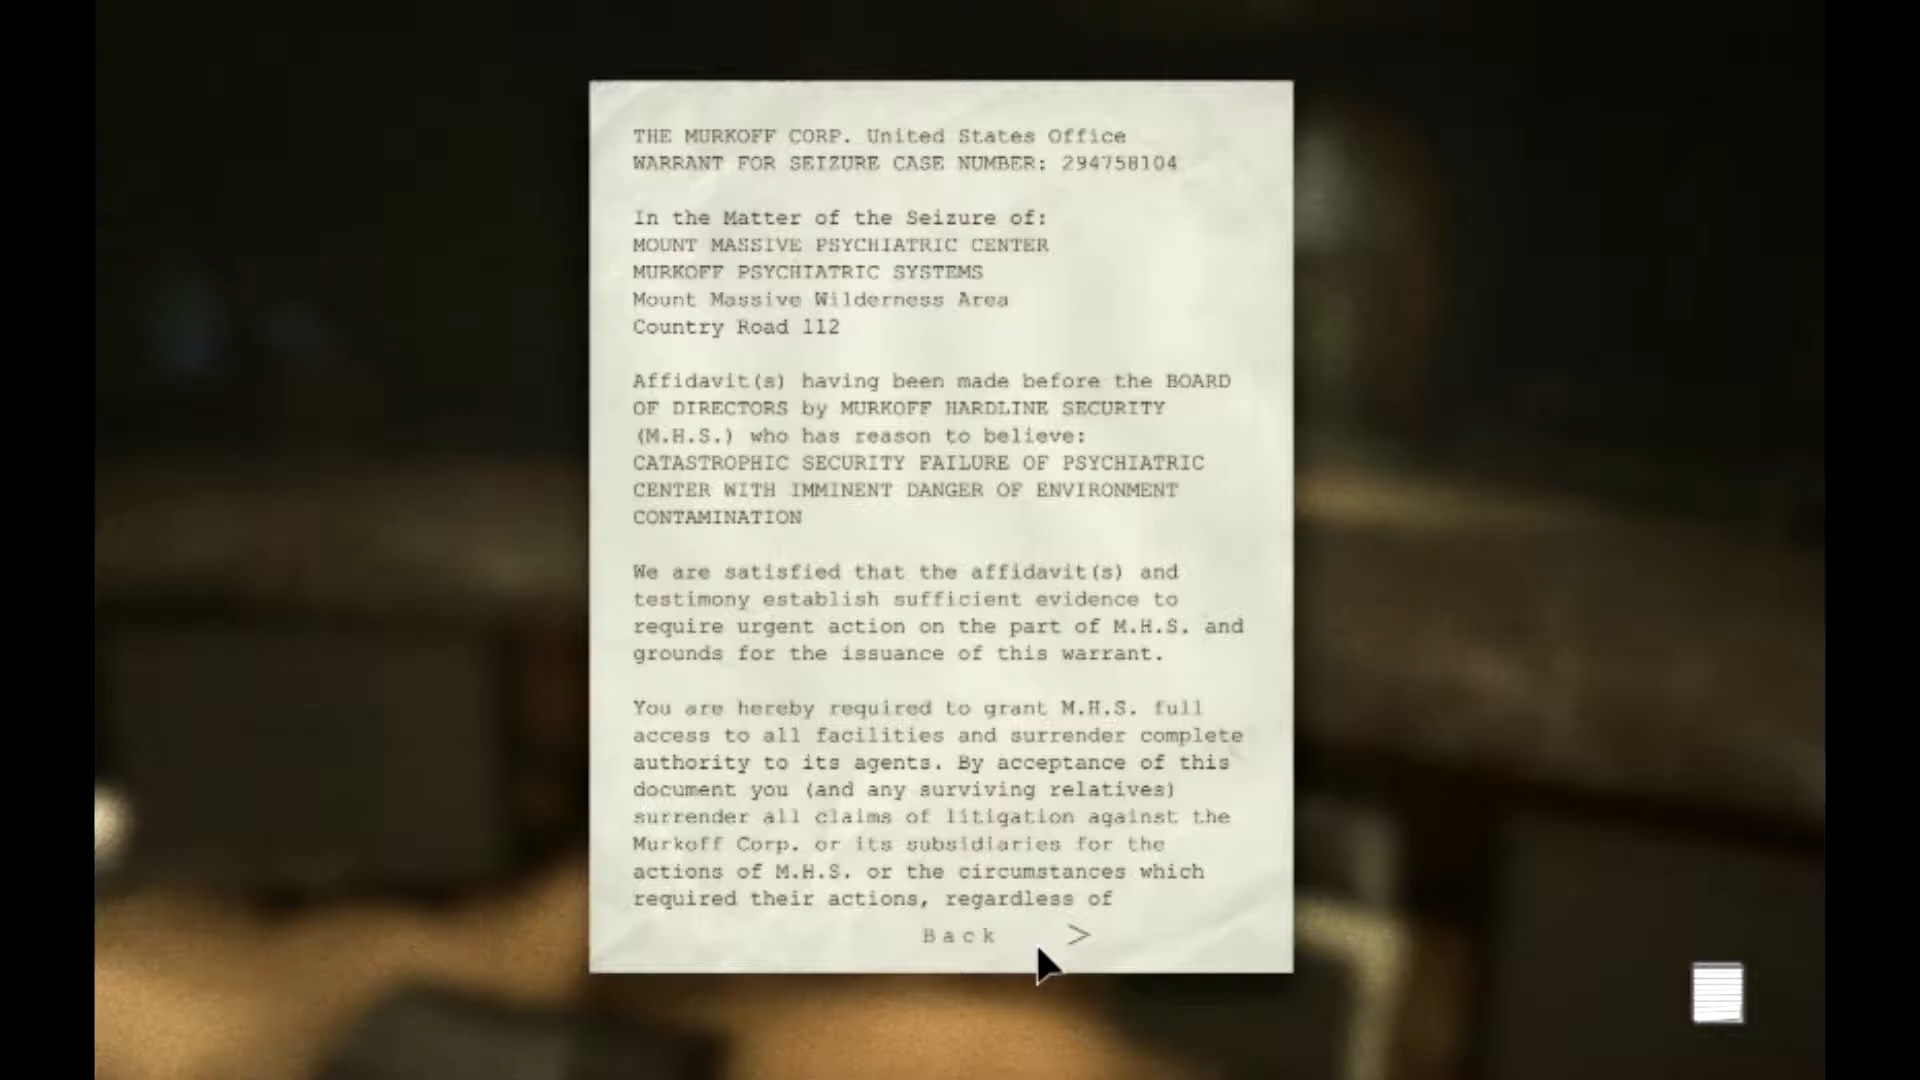 THE MURKOFF CORP. United States Office
WARRANT FOR SEIZURE CASE NUMBER: 294758104
In the Matter of the Seizure of:
MOUNT MASSIVE PSYCHIATRIC CENTER
MURKOFF PSYCHIATRIC SYSTEMS
Mount Massive Wilderness Area
Country Road 112
Affidavit(s) having been made before the BOARD
OF DIRECTORS by MURKOFF HARDLINE SECURITY
(M.H.S.) who has reason to believe:
CATASTROPHIC SECURITY FAILURE OF PSYCHIATRIC
CENTER WITH IMMINENT DANGER OF ENVIRONMENT
CONTAMINATION
We are satisfied that the affidavit(s) and
testimony establish sufficient evidence to
require urgent action on the part of M.H.S. and
grounds for the issuance of this warrant.
You are hereby required to grant M.H.S. full
access to all facilities and surrender complete
authority to its agents. By acceptance of this
document you (and any surviving relatives)
surrender all claims of litigation against the
Murkoff Corp. or its subsidiaries for the
actions of M.H.S. or the circumstances which
required their actions, regardless of
Back >